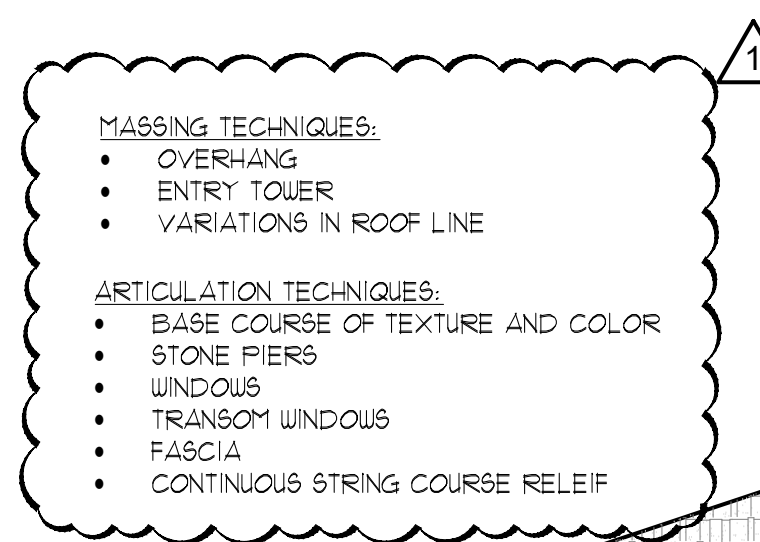 1
MASSING TECHNIQUES:
• OVERHANG
• ENTRY TOWER
• VARIATIONS IN ROOF LINE
ARTICULATION TECHNIQUES:
• BASE COURSE OF TEXTURE AND COLOR
• STONE PIERS
• WINDOWS
• TRANSOM WINDOWS
• FASCIA
• CONTINUOUS STRING COURSE RELEIF